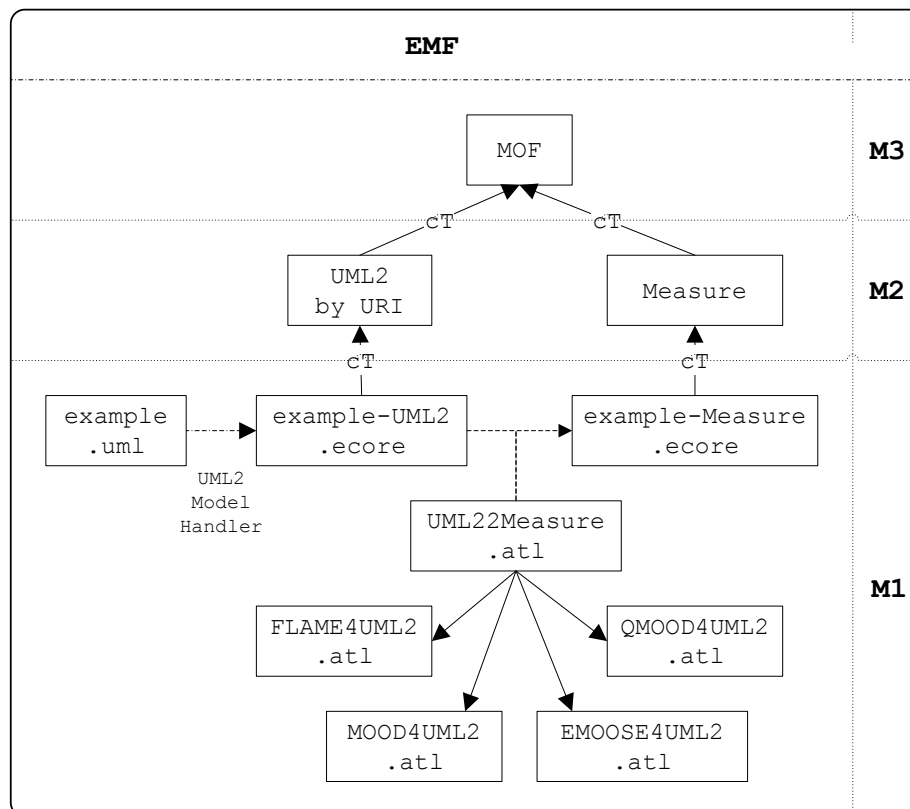 EMF
MOF
M3
cT
cT
UML2
by URI
Measure
M2
cT
cT
example
.uml
UML2
Model
Handler
example-UML2
.ecore
example-Measure
.ecore
UML22Measure
.atl
M1
FLAME4UML2
.atl
QMOOD4UML2
.atl
MOOD4UML2
.atl
EMOOSE4UML2
.atl